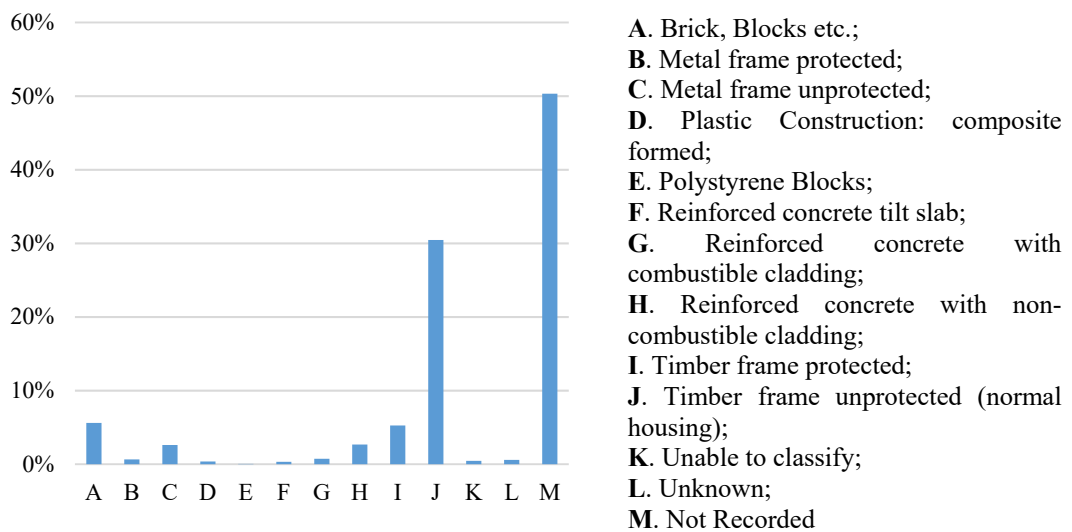 60%
50%
40%
30%
20%
10%
0%
A B C D E F G H I J K L M
A. Brick, Blocks etc.;
B. Metal frame protected;
C. Metal frame unprotected;
D. Plastic Construction: composite
formed;
E. Polystyrene Blocks;
F. Reinforced concrete tilt slab;
G. Reinforced concrete with
combustible cladding;
H. Reinforced concrete with non-
combustible cladding;
I. Timber frame protected;
J. Timber frame unprotected (normal
housing);
K. Unable to classify;
L. Unknown;
M. Not Recorded